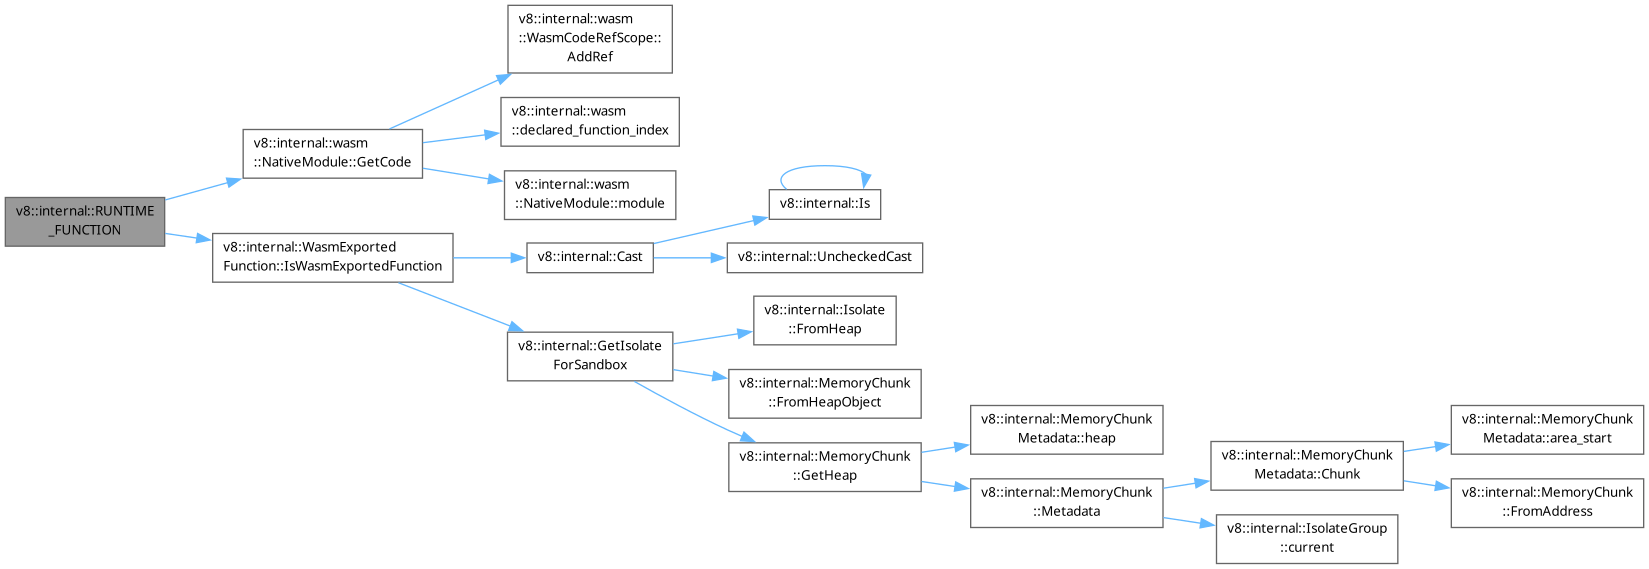 v8::internal::RUNTIME
_FUNCTION
v8::internal::wasm
::NativeModule::GetCode
v8::internal::wasm
::WasmCodeRefScope::
AddRef
v8::internal::wasm
::declared_function_index
v8::internal::wasm
::NativeModule::module
v8::internal::WasmExported
Function::IsWasmExportedFunction
v8::internal::Cast
v8::internal::Is
v8::internal::UncheckedCast
v8::internal::GetIsolate
ForSandbox
v8::internal::Isolate
::FromHeap
v8::internal::MemoryChunk
::FromHeapObject
v8::internal::MemoryChunk
::GetHeap
v8::internal::MemoryChunk
Metadata::heap
v8::internal::MemoryChunk
::Metadata
v8::internal::MemoryChunk
Metadata::Chunk
v8::internal::MemoryChunk
Metadata::area_start
v8::internal::MemoryChunk
::FromAddress
v8::internal::IsolateGroup
::current